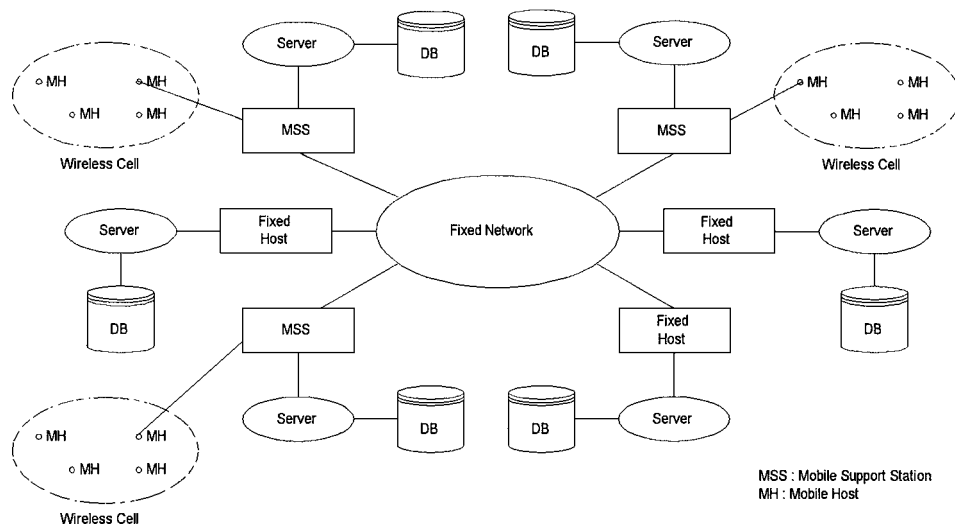 Server
DB
DB
Server
MH
MH
MH
MH
MSS
MSS
MH
MH
MH
MH
Wireless Cell
Wireless Cell
Server
Fixed
Host
Fixed Network
Fixed
Host
Server
DB
MSS
Fixed
Host
DB
Server
DB
DB
Server
MH
MH
MH
MH
Wireless Cell
MSS : Mobile Support Station
MH : Mobile Host